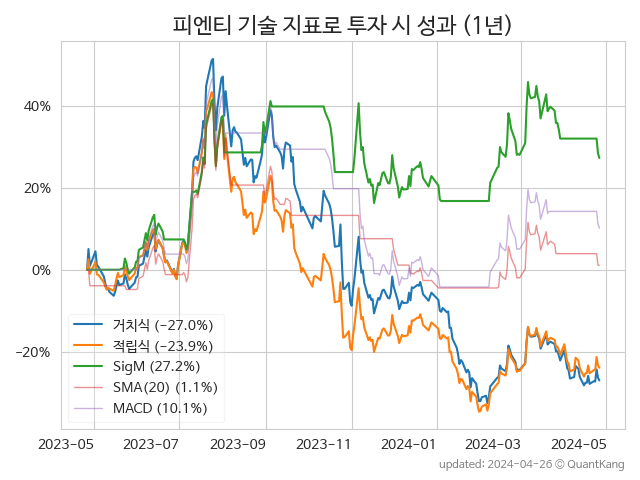 피엔티 기술 지표로 투자 시 성과 (1년)
40%
20%
0%
−20%
거치식 (−27.0%)
적립식 (−23.9%)
SigM (27.2%)
SMA(20) (1.1%)
MACD (10.1%)
2023-05 2023-07 2023-09 2023-11 2024-01 2024-03 2024-05
updated: 2024-04-26 © QuantKang